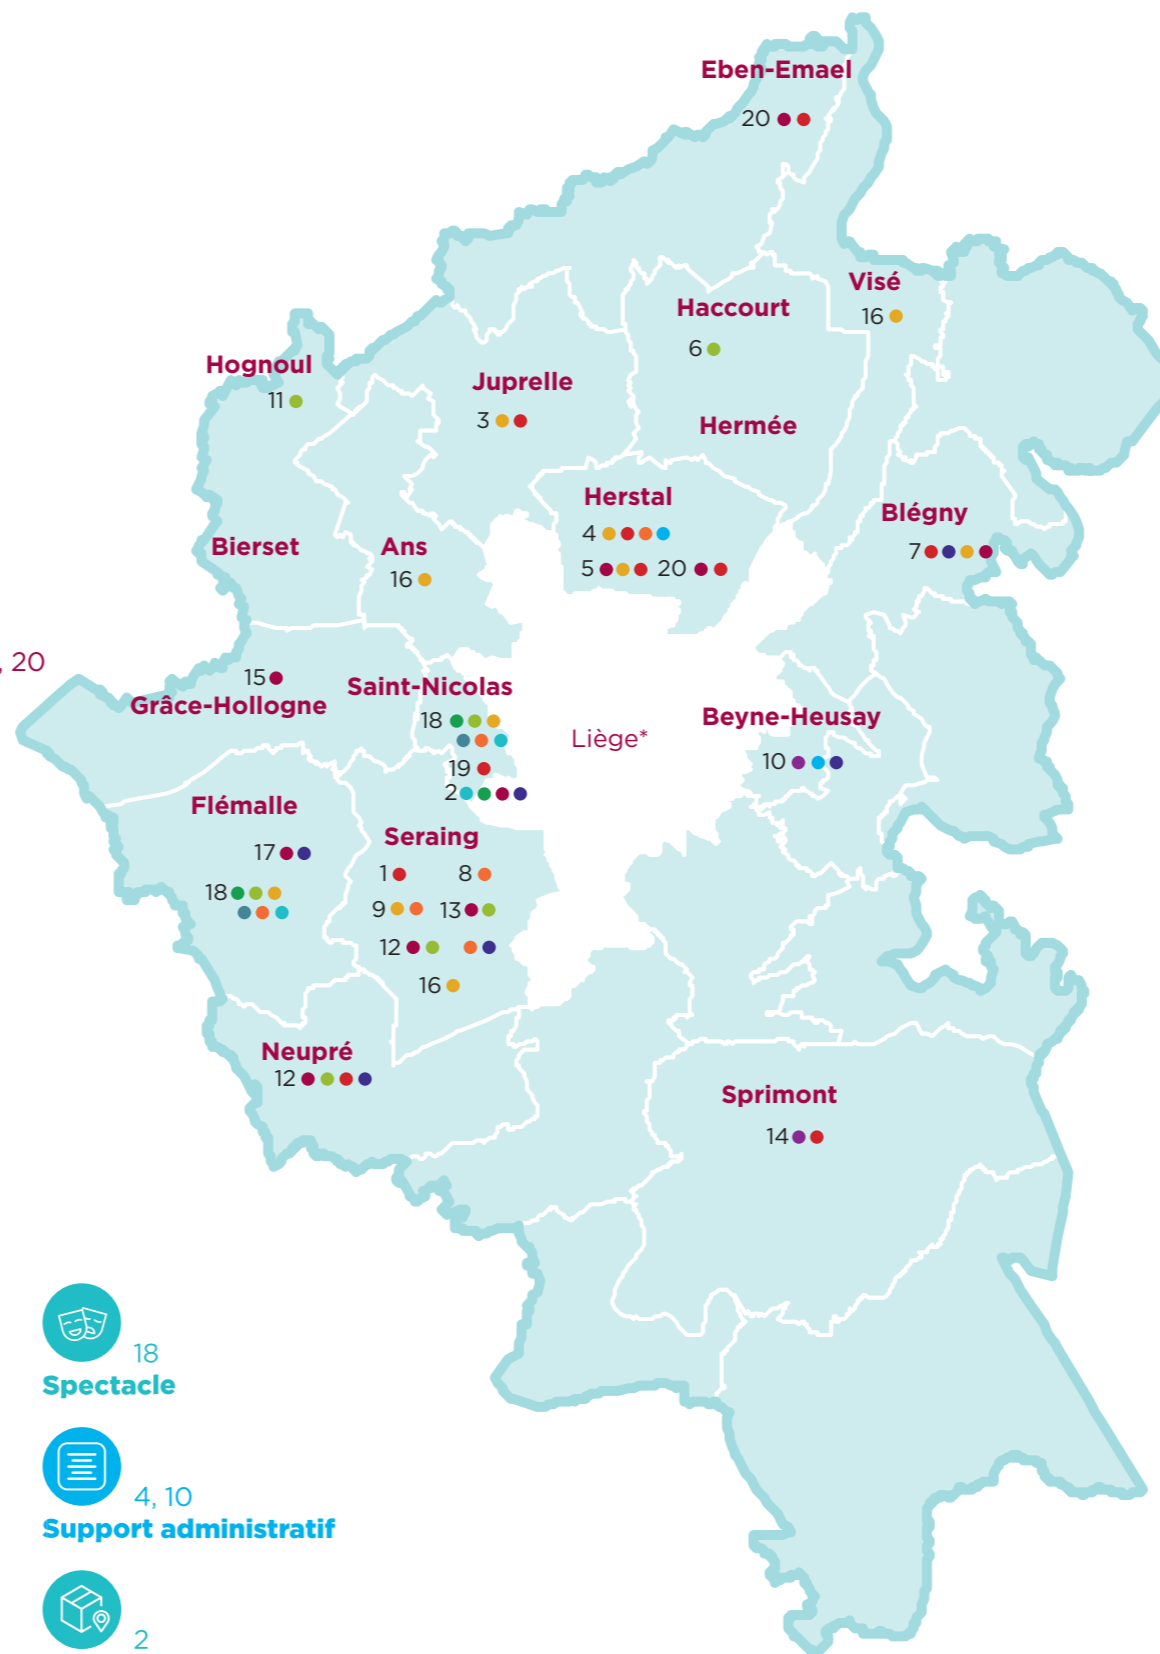 Eben-Emael
20
Visé
16
Haccourt
6
Hognoul
11
Juprelle
3
Hermée
Herstal
4
5 20
Blégny
7
Bierset
Ans
16
, 20
15
Grâce-Hollogne
Saint-Nicolas
18
19
2
Liège*
Beyne-Heusay
10
Flémalle
17
18
Seraing
1 8
9 13
12
16
Neupré
12
Sprimont
14
18
Spectacle
4, 10
Support administratif
2